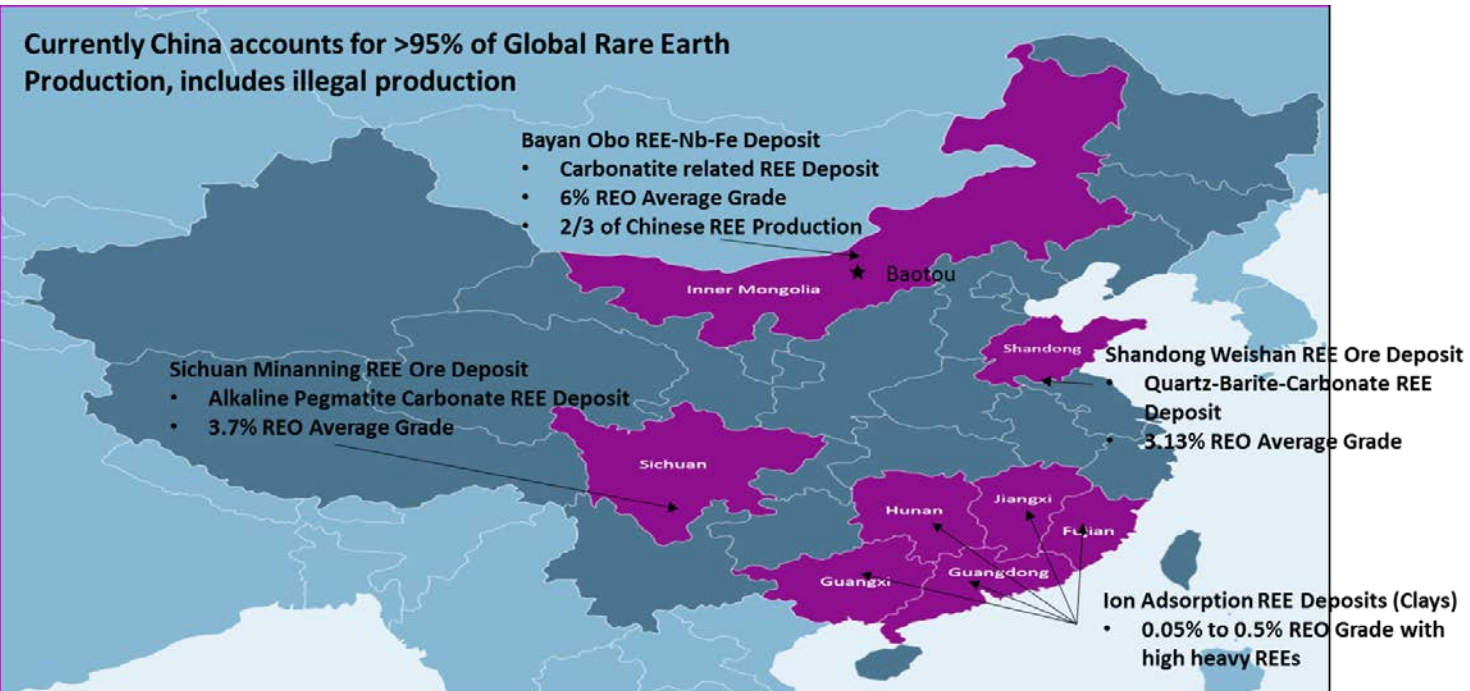 Currently China accounts for >95% of Global Rare Earth
Production, includes illegal production
Bayan Obo REE-Nb-Fe Deposit
• Carbonatite related REE Deposit
• 6% REO Average Grade
• 2/3 of Chinese REE Production
Baotou
Inner Mongolia
Shandong
Shandong Weishan REE Ore Deposit
• Quartz-Barite-Carbonate REE
Deposit
• 3.13% REO Average Grade
Sichuan Minanning REE Ore Deposit
• Alkaline Pegmatite Carbonate REE Deposit
• 3.7% REO Average Grade
Sichuan
Hunan
Jiangxi
Fujian
Guangxi
Guangdong
Ion Adsorption REE Deposits (Clays)
• 0.05% to 0.5% REO Grade with
high heavy REEs